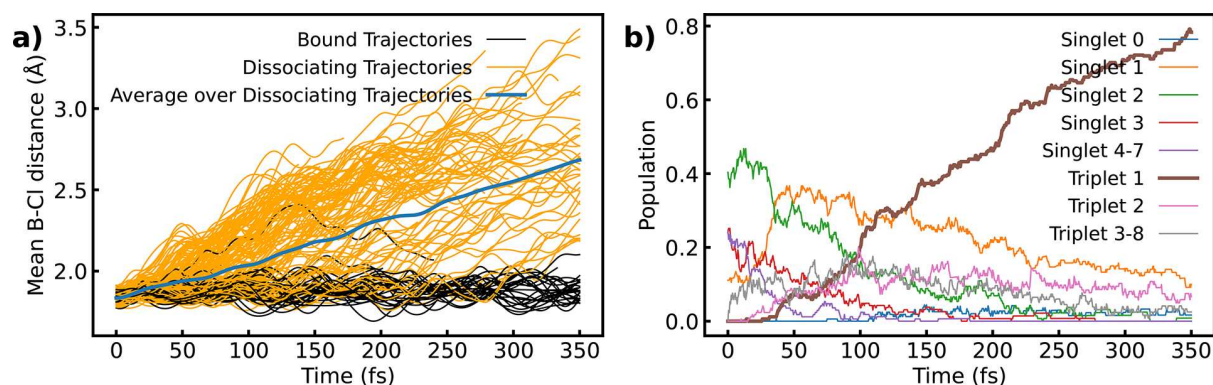 a)
3.5
3.0
2.5
2.0
Mean B-Cl distance (Å)
Bound Trajectories
Dissociating Trajectories
Average over Dissociating Trajectories
0 50 100 150 200 250 300 350
Time (fs)
b)
0.8
0.6
0.4
0.2
0.0
Population
Singlet 0
Singlet 1
Singlet 2
Singlet 3
Singlet 4-7
Triplet 1
Triplet 2
Triplet 3-8
0 50 100 150 200 250 300 350
Time (fs)